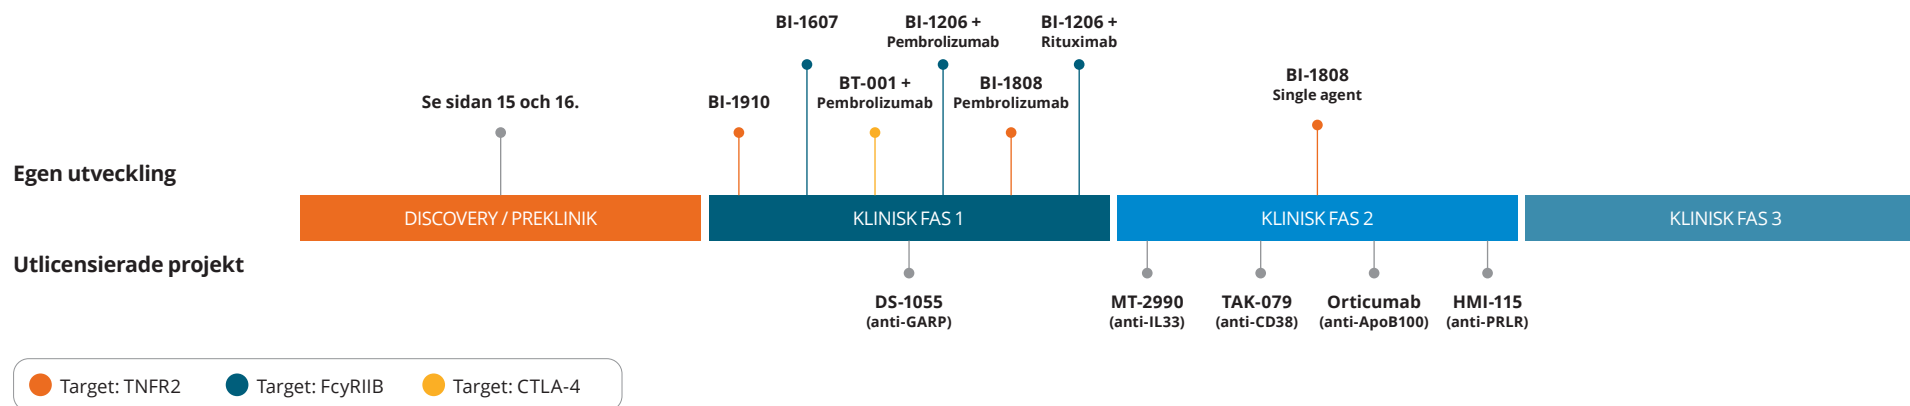 BI-1607
BI-1206 +
Pembrolizumab
BI-1206 +
Rituximab
BT-001 +
Pembrolizumab
BI-1808
Pembrolizumab
BI-1808
Single agent
Se sidan 15 och 16.
BI-1910
Egen utveckling
DISCOVERY / PREKLINIK
KLINISK FAS 1
KLINISK FAS 2
KLINISK FAS 3
Utlicensierade projekt
DS-1055
(anti-GARP)
MT-2990
(anti-IL33)
TAK-079
(anti-CD38)
Orticumab
(anti-ApoB100)
HMI-115
(anti-PRLR)
Target: TNFR2
Target: FcyRIIB
Target: CTLA-4